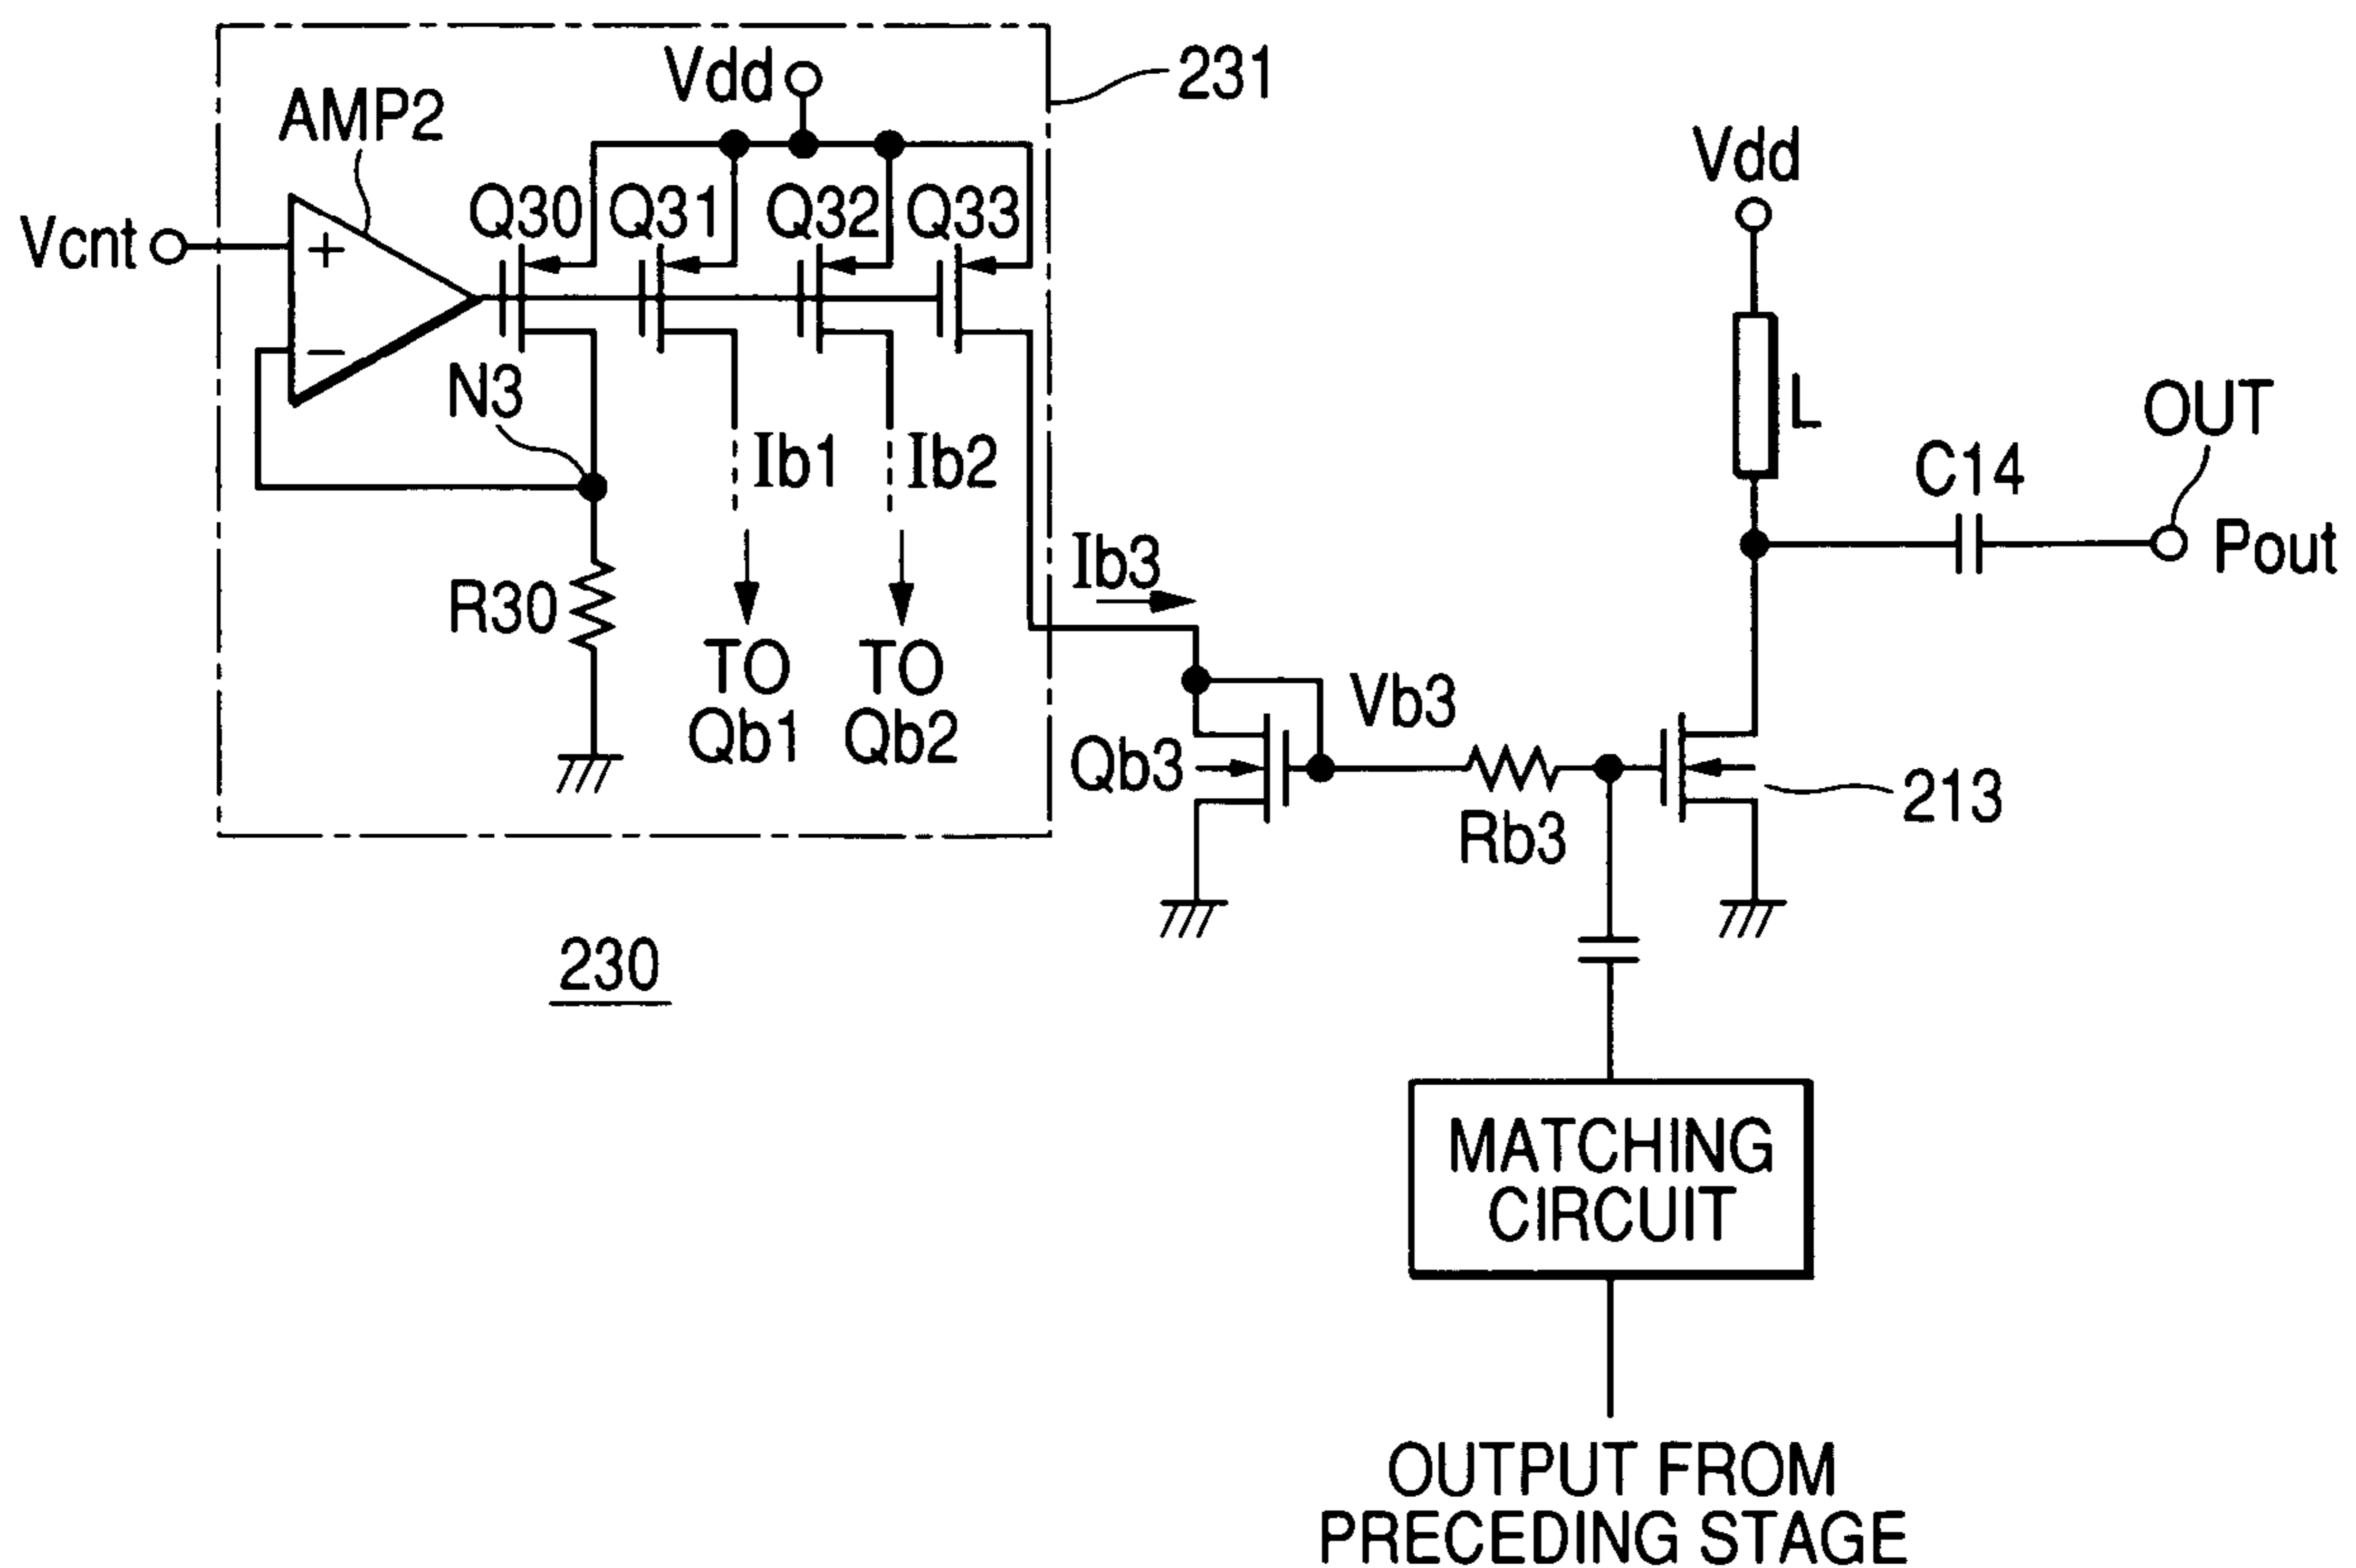 Vdd
231
AMP2
Vdd
Q30
Q31
Q32
Q33
Vcnt
+
−
N3
L
OUT
C14
Ib1
Ib2
Pout
Ib3
R30
TO
Qb1
TO
Qb2
Vb3
Qb3
213
Rb3
230
MATCHING
CIRCUIT
OUTPUT FROM
PRECEDING STAGE